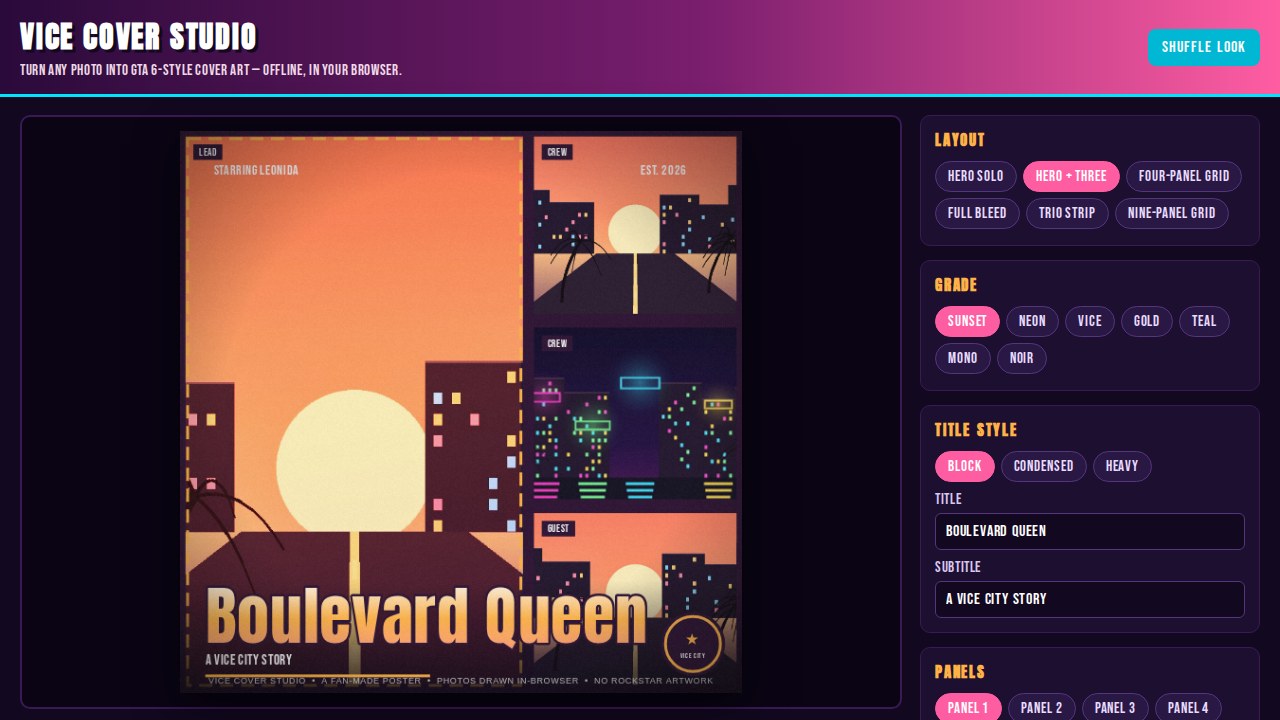 VICE COVER STUDIO
TURN ANY PHOTO INTO GTA 6-STYLE COVER ART — OFFLINE, IN YOUR BROWSER.
SHUFFLE LOOK
LEAD
STARRING LEONIDA
CREW
EST. 2026
CREW
GUEST
Boulevard Queen
A VICE CITY STORY
★
VICE CITY
VICE COVER STUDIO • A FAN-MADE POSTER • PHOTOS DRAWN IN-BROWSER • NO ROCKSTAR ARTWORK
LAYOUT
HERO SOLO
HERO + THREE
FOUR-PANEL GRID
FULL BLEED
TRIO STRIP
NINE-PANEL GRID
GRADE
SUNSET
NEON
VICE
GOLD
TEAL
MONO
NOIR
TITLE STYLE
BLOCK
CONDENSED
HEAVY
TITLE
BOULEVARD QUEEN
SUBTITLE
A VICE CITY STORY
PANELS
PANEL 1
PANEL 2
PANEL 3
PANEL 4